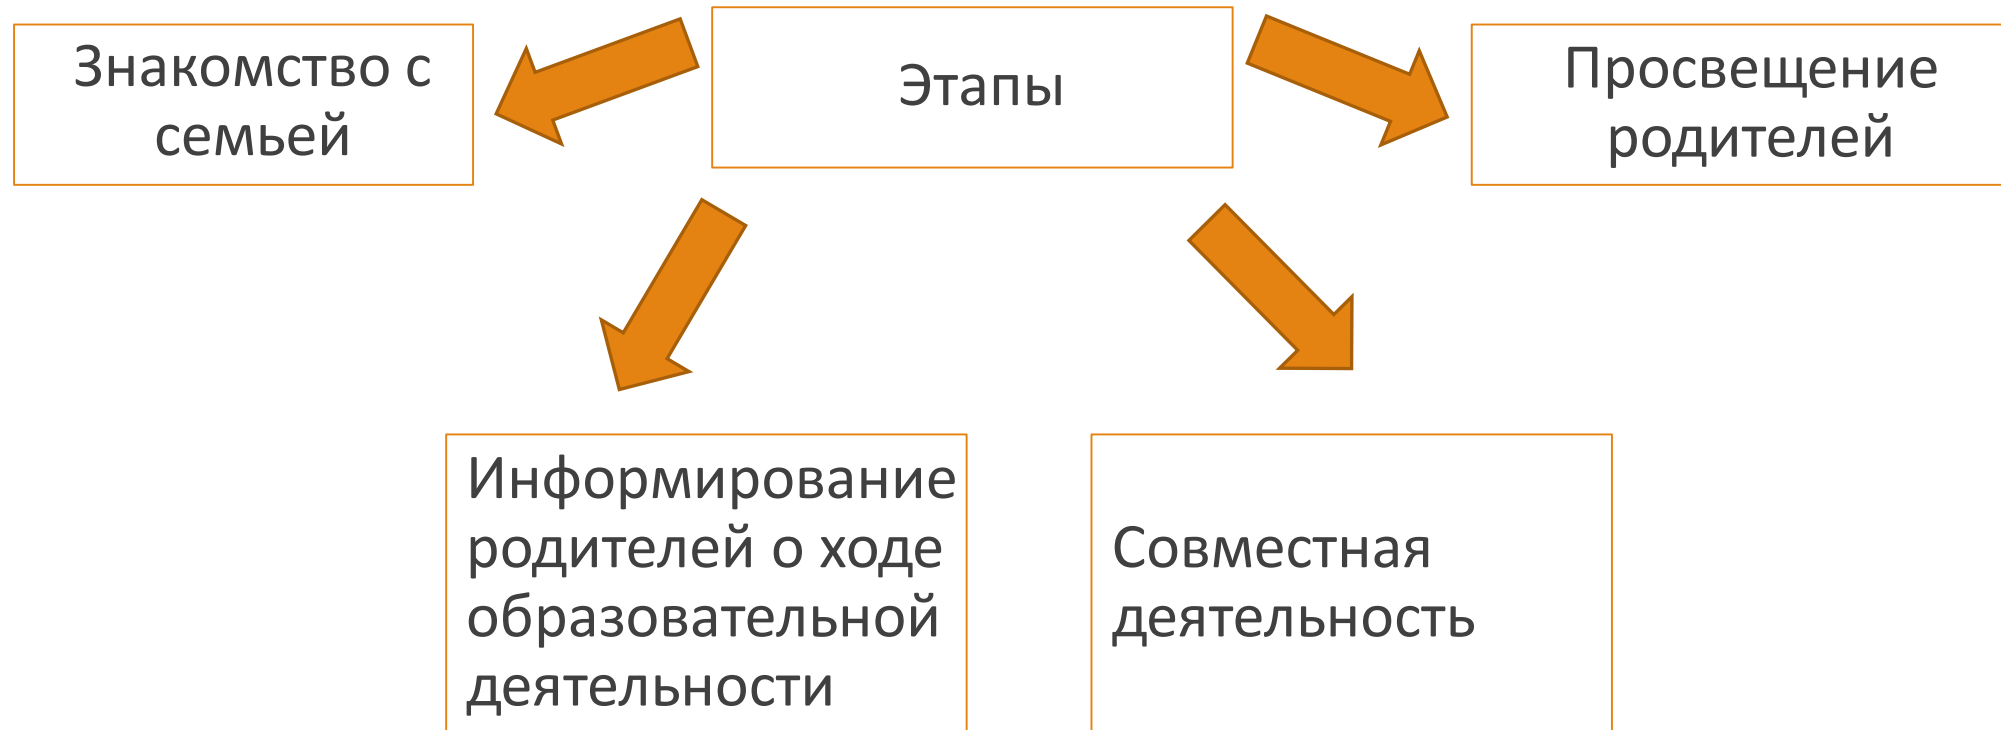 Знакомство с
семьей
Этапы
Просвещение
родителей
Информирование
родителей о ходе
образовательной
деятельности
Совместная
деятельность